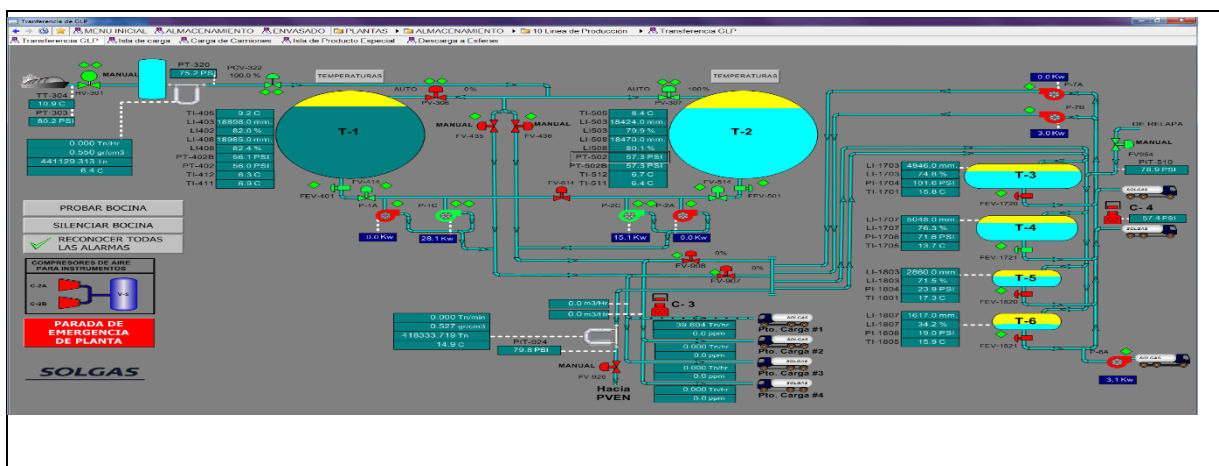 Tranferencia de GLP
MENU INICIAL ALMACENAMIENTO ENVASADO PLANTAS ALMACENAMIENTO 10 Linea de Producción Transferencia GLP
Transferencia GLP Isla de carga Carga de Camiones Isla de Producto Especial Descarga a Esferas
PT-320
75.2 PSI
PCV-322
100.0 %
MANUAL
HV-301
TT-304
10.9 C
PT-303
80.2 PSI
0.000 Tn/Hr
0.550 gr/cm3
441129.313 Tn
6.4 C
TEMPERATURAS
AUTO 0%
FV-306
T-1
TI-405 9.2 C
LI-403 18898.0 mm.
LI402 82.0 %
LI-408 18985.0 mm.
LI408 82.4 %
PT-402B 56.1 PSI
PT-402 56.0 PSI
TI-412 6.3 C
TI-411 6.9 C
FEV-401
FV-414
MANUAL MANUAL
FV-435 FV-436
TEMPERATURAS
AUTO 100%
FV-307
T-2
TI-505 8.4 C
LI-503 18424.0 mm.
LI503 79.9 %
LI-508 18470.0 mm.
LI508 80.1 %
PT-502 57.3 PSI
PT-502B 57.3 PSI
TI-512 6.7 C
TI-511 6.4 C
FV-514
FEV-501
P-1A P-1C
0.0 Kw 28.1 Kw
P-2C P-2A
15.1 Kw 0.0 Kw
0.0 Kw
P-7A
P-7B
3.0 Kw
DE RELAPA
MANUAL
FV054
PIT-510
78.9 PSI
LI-1703 4946.0 mm.
LI-1703 74.8 %
PI-1704 101.6 PSI
TI-1701 15.8 C
T-3
FEV-1720
C- 4
57.4 PSI
LI-1707 5048.0 mm.
LI-1707 76.3 %
PI-1708 71.6 PSI
TI-1705 13.7 C
T-4
FEV-1721
LI-1803 2860.0 mm.
LI-1803 71.5 %
PI-1804 23.9 PSI
TI-1801 17.3 C
T-5
FEV-1820
LI-1807 1617.0 mm.
LI-1807 34.2 %
PI-1808 19.0 PSI
TI-1805 15.9 C
T-6
FEV-1821
P-8A
3.1 Kw
PROBAR BOCINA
SILENCIAR BOCINA
RECONOCER TODAS
LAS ALARMAS
COMPRESORES DE AIRE
PARA INSTRUMENTOS
C-2A
C-2B
V-5
PARADA DE
EMERGENCIA
DE PLANTA
SOLGAS
FV-908 0%
FV-907 0%
0.0 m3/Hr
0.0 m3/Hr
C- 3
0.000 Tn/min
0.527 gr/cm3
418333.719 Tn
14.9 C
PIT-924
79.8 PSI
MANUAL
FV-920
Hacia
PVEN
39.604 Tn/hr
0.0 ppm
Pto. Carga #1
0.000 Tn/hr
0.0 ppm
Pto. Carga #2
0.000 Tn/hr
0.0 ppm
Pto. Carga #3
0.000 Tn/hr
0.0 ppm
Pto. Carga #4